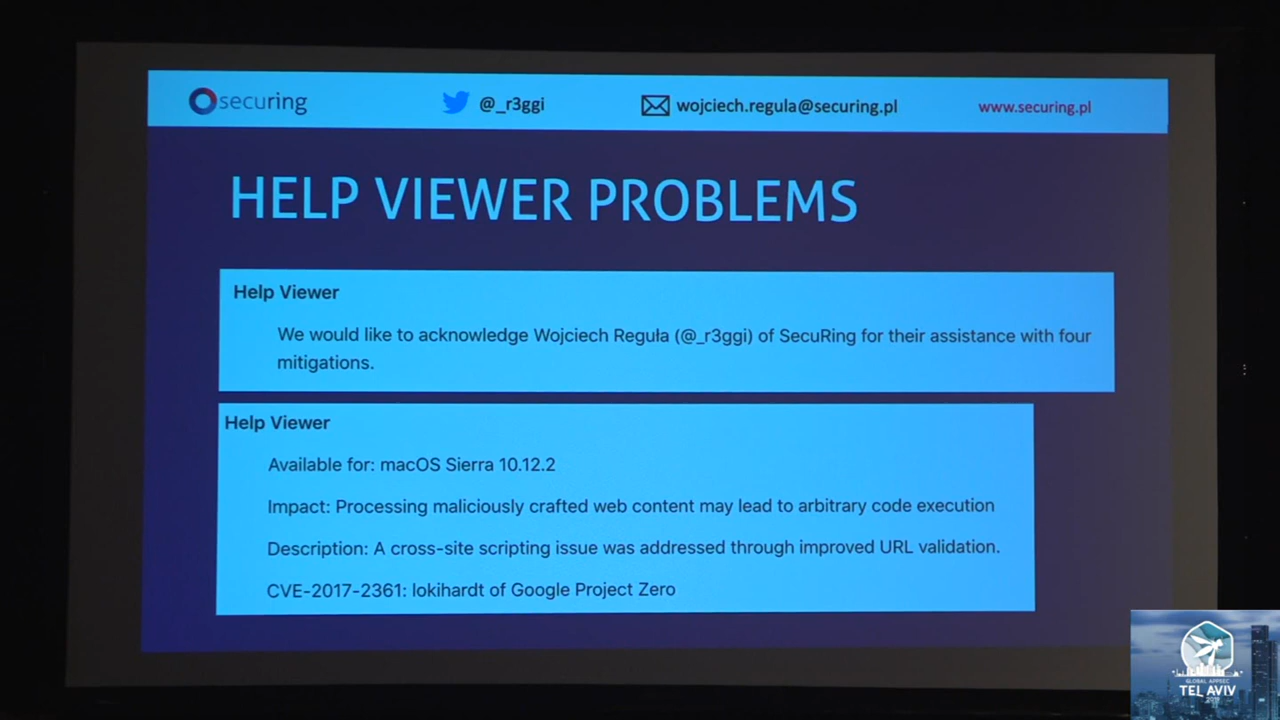 securing
@_r3ggi
wojciech.regula@securing.pl
www.securing.pl
HELP VIEWER PROBLEMS
Help Viewer
We would like to acknowledge Wojciech Reguła (@_r3ggi) of SecuRing for their assistance with four
mitigations.
Help Viewer
Available for: macOS Sierra 10.12.2
Impact: Processing maliciously crafted web content may lead to arbitrary code execution
Description: A cross-site scripting issue was addressed through improved URL validation.
CVE-2017-2361: lokihardt of Google Project Zero
GLOBAL APPSEC
TEL AVIV